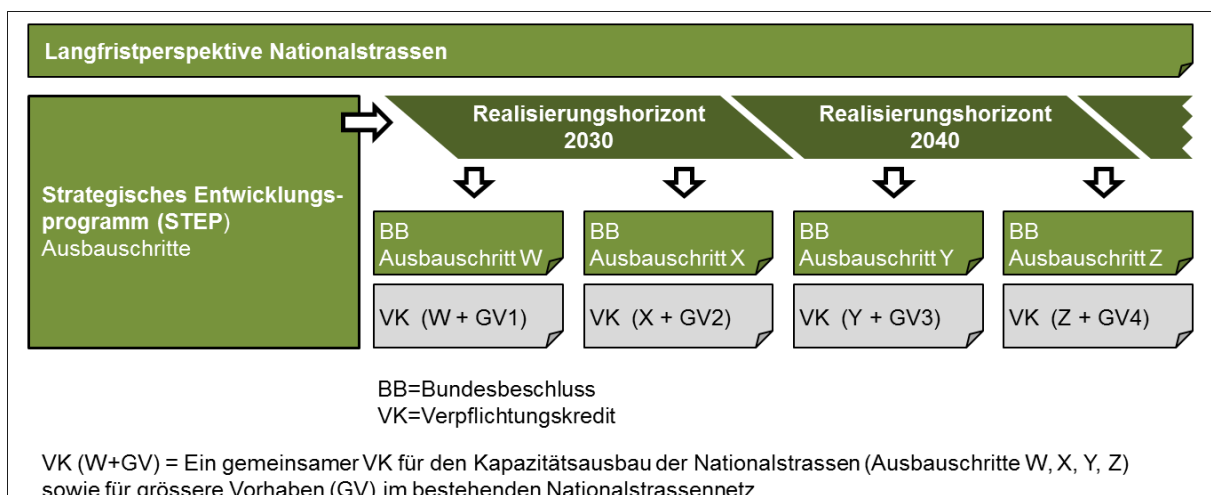 Langfristperspektive Nationalstrassen
Realisierungshorizont
2030
Realisierungshorizont
2040
Strategisches Entwicklungs-
programm (STEP)
Ausbauschritte
BB
Ausbauschritt W
BB
Ausbauschritt X
BB
Ausbauschritt Y
BB
Ausbauschritt Z
VK (W + GV1)
VK (X + GV2)
VK (Y + GV3)
VK (Z + GV4)
BB=Bundesbeschluss
VK=Verpflichtungskredit
VK (W+GV) = Ein gemeinsamer VK für den Kapazitätsausbau der Nationalstrassen (Ausbauschritte W, X, Y, Z)
sowie für grössere Vorhaben (GV) im bestehenden Nationalstrassennetz